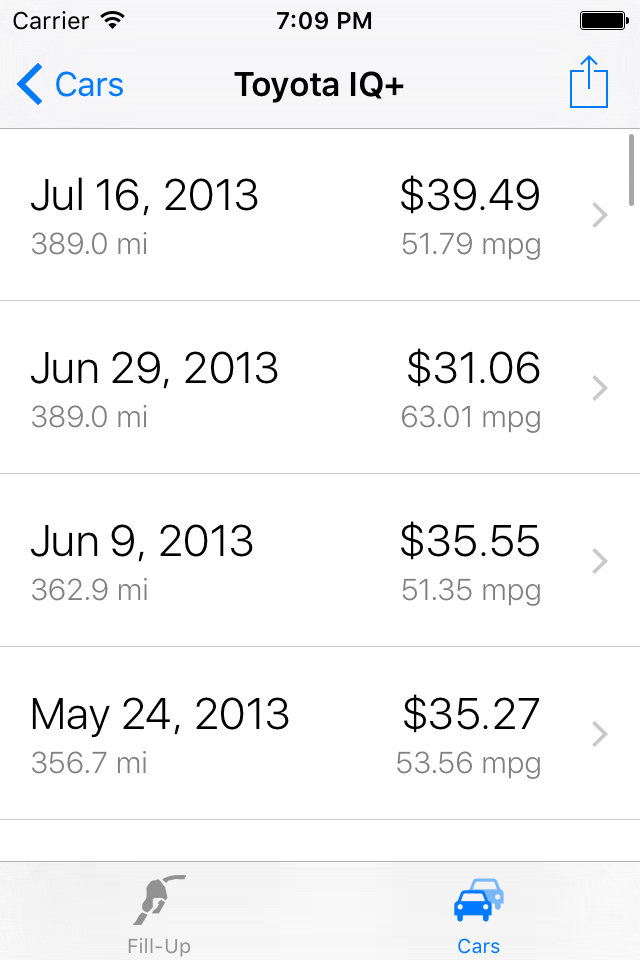 Carrier 7:09 PM
Cars Toyota IQ+
Jul 16, 2013 $39.49
389.0 mi 51.79 mpg
Jun 29, 2013 $31.06
389.0 mi 63.01 mpg
Jun 9, 2013 $35.55
362.9 mi 51.35 mpg
May 24, 2013 $35.27
356.7 mi 53.56 mpg
Fill-Up Cars